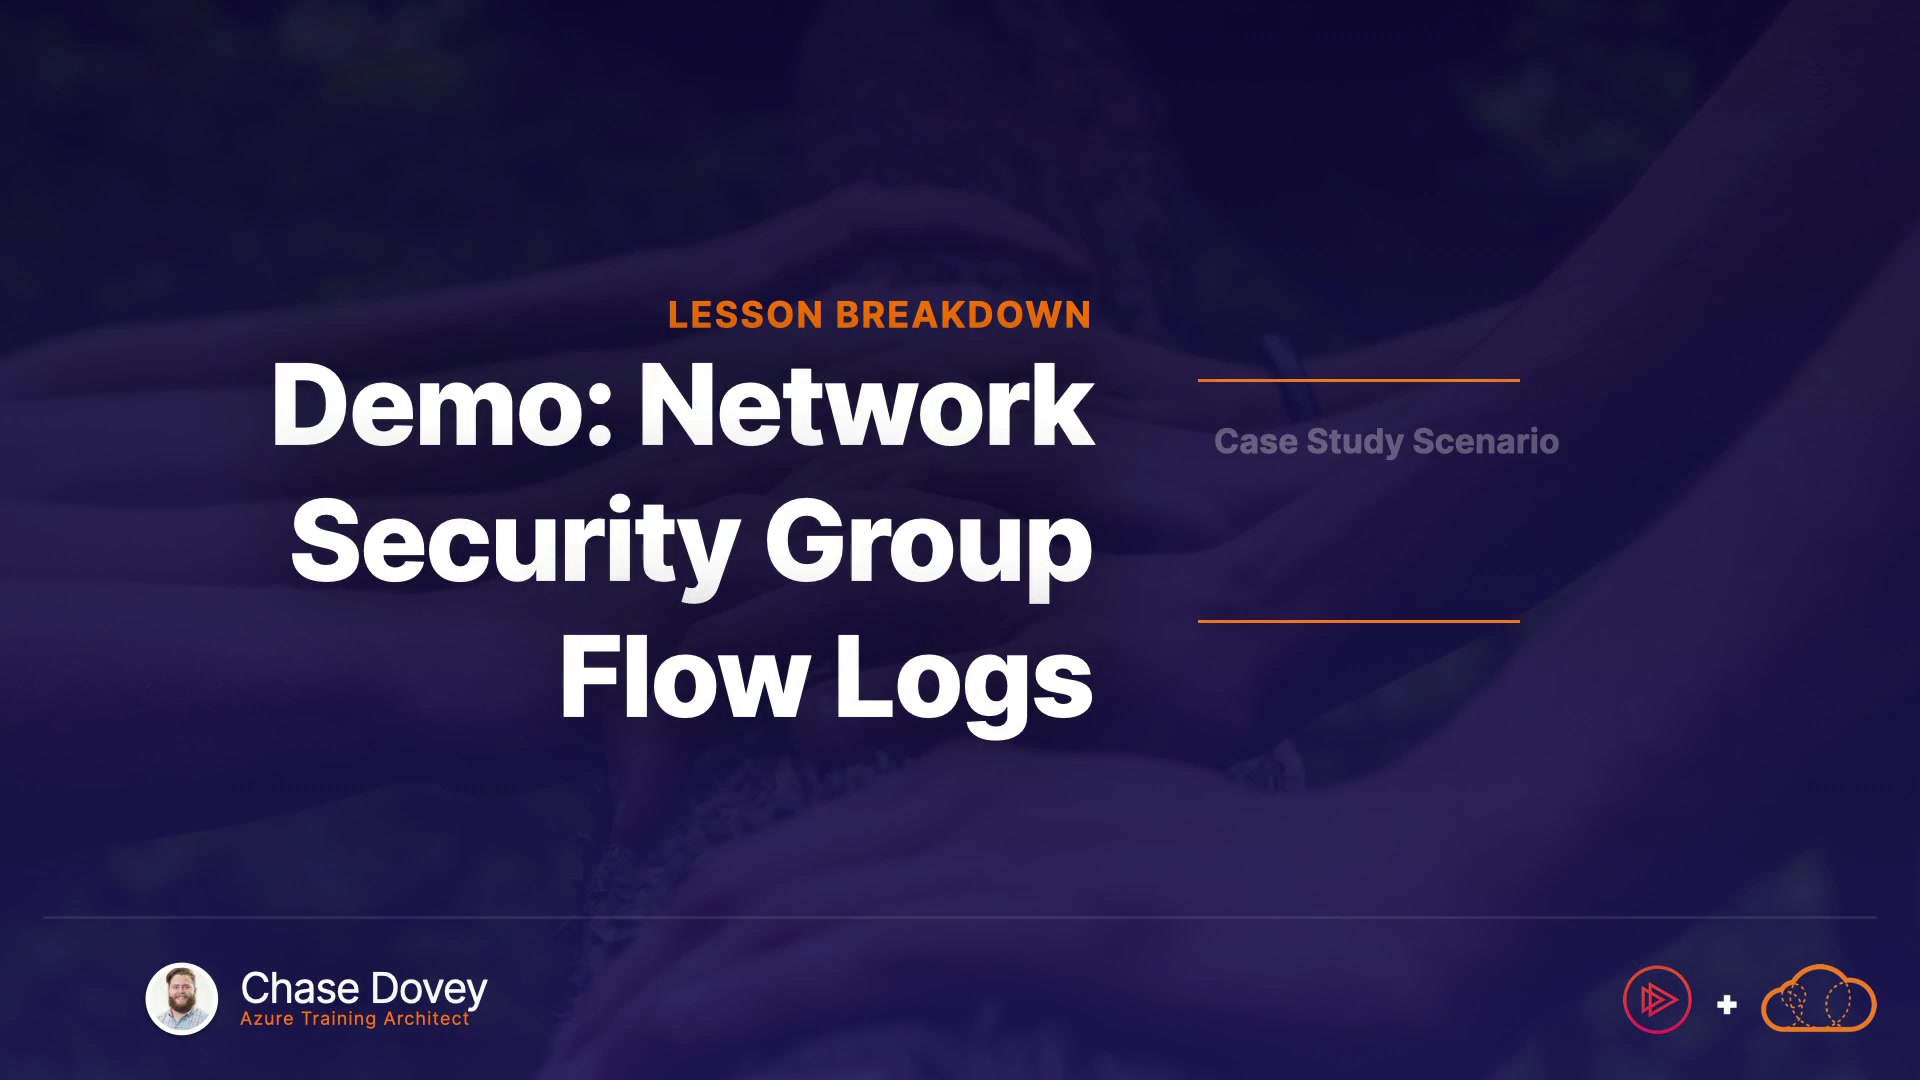 LESSON BREAKDOWN
Demo: Network
Security Group
Flow Logs
Case Study Scenario
Chase Dovey
Azure Training Architect